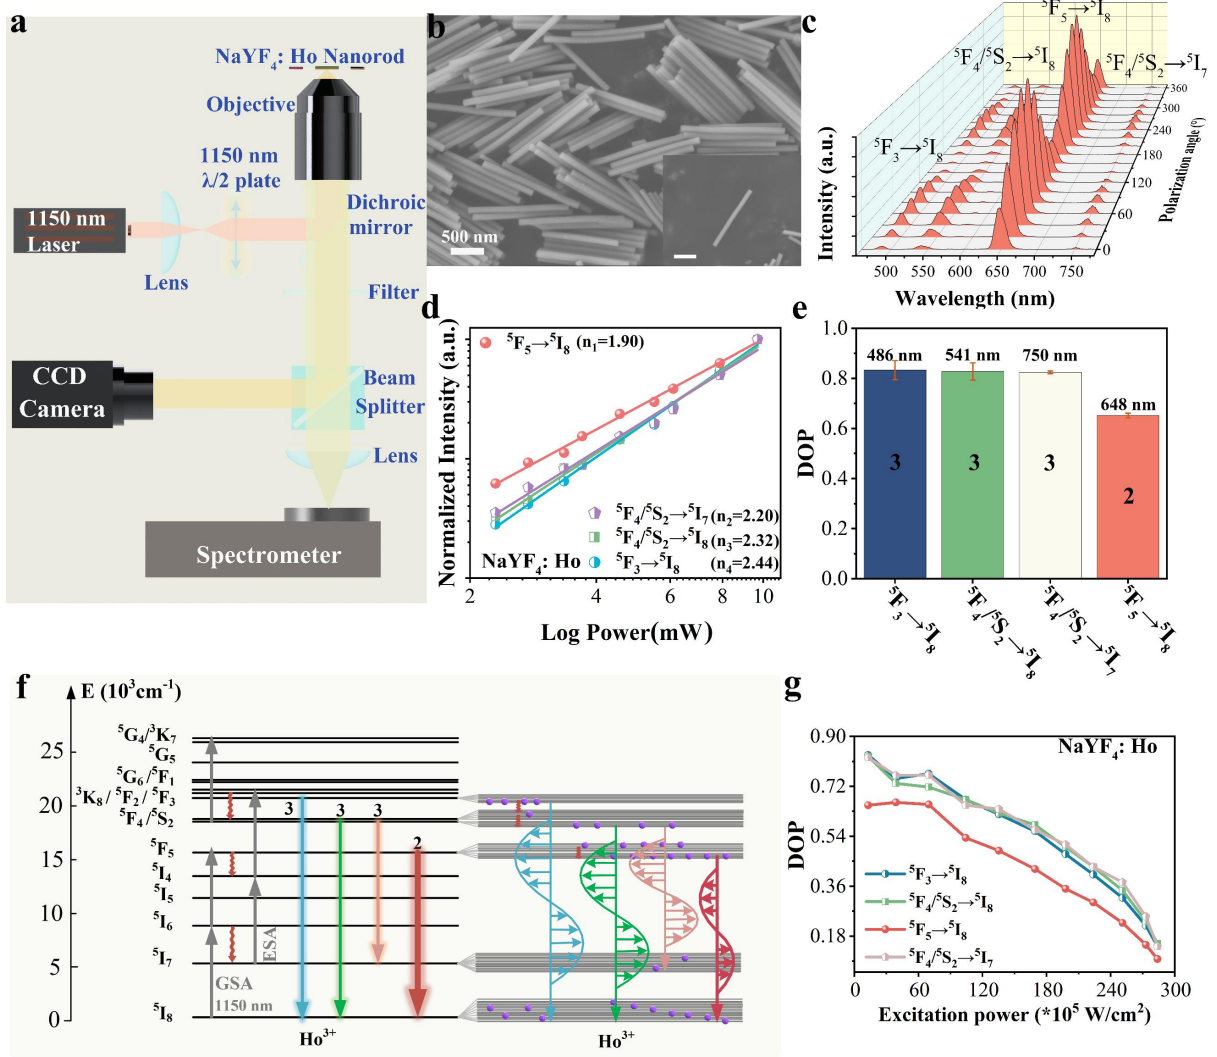 a
NaYF₄: Ho Nanorod
Objective
1150 nm
λ/2 plate
Dichroic
mirror
1150 nm
Laser
Lens
Filter
CCD
Camera
Beam
Splitter
Lens
Spectrometer
b
500 nm
c
⁵F₅→⁵I₈
⁵F₄/⁵S₂→⁵I₈
⁵F₄/⁵S₂→⁵I₇
⁵F₃→⁵I₈
Intensity (a.u.)
500 550 600 650 700 750
Wavelength (nm)
0 60 120 180 240 300 360
Polarization angle (°)
d
Normalized Intensity (a.u.)
⁵F₅→⁵I₈ (n₁=1.90)
⁵F₄/⁵S₂→⁵I₇ (n₂=2.20)
⁵F₄/⁵S₂→⁵I₈ (n₃=2.32)
NaYF₄: Ho
⁵F₃→⁵I₈ (n₄=2.44)
2 4 6 8 10
Log Power(mW)
e
DOP
1.0
0.8
0.6
0.4
0.2
0.0
486 nm 541 nm 750 nm
648 nm
3 3 3 2
⁵F₃→⁵I₈
⁵F₄/⁵S₂→⁵I₈
⁵F₄/⁵S₂→⁵I₇
⁵F₅→⁵I₈
f
E (10³cm⁻¹)
25
20
15
10
5
0
⁵G₄/³K₇
⁵G₅
⁵G₆/⁵F₁
³K₈/⁵F₂/⁵F₃
⁵F₄/⁵S₂
⁵F₅
⁵I₄
⁵I₅
⁵I₆
⁵I₇
⁵I₈
3 3 3 2
ESA
GSA
1150 nm
Ho³⁺
Ho³⁺
g
NaYF₄: Ho
DOP
0.90
0.72
0.54
0.36
0.18
⁵F₃→⁵I₈
⁵F₄/⁵S₂→⁵I₈
⁵F₅→⁵I₈
⁵F₄/⁵S₂→⁵I₇
0 60 120 180 240 300
Excitation power (*10⁵ W/cm²)